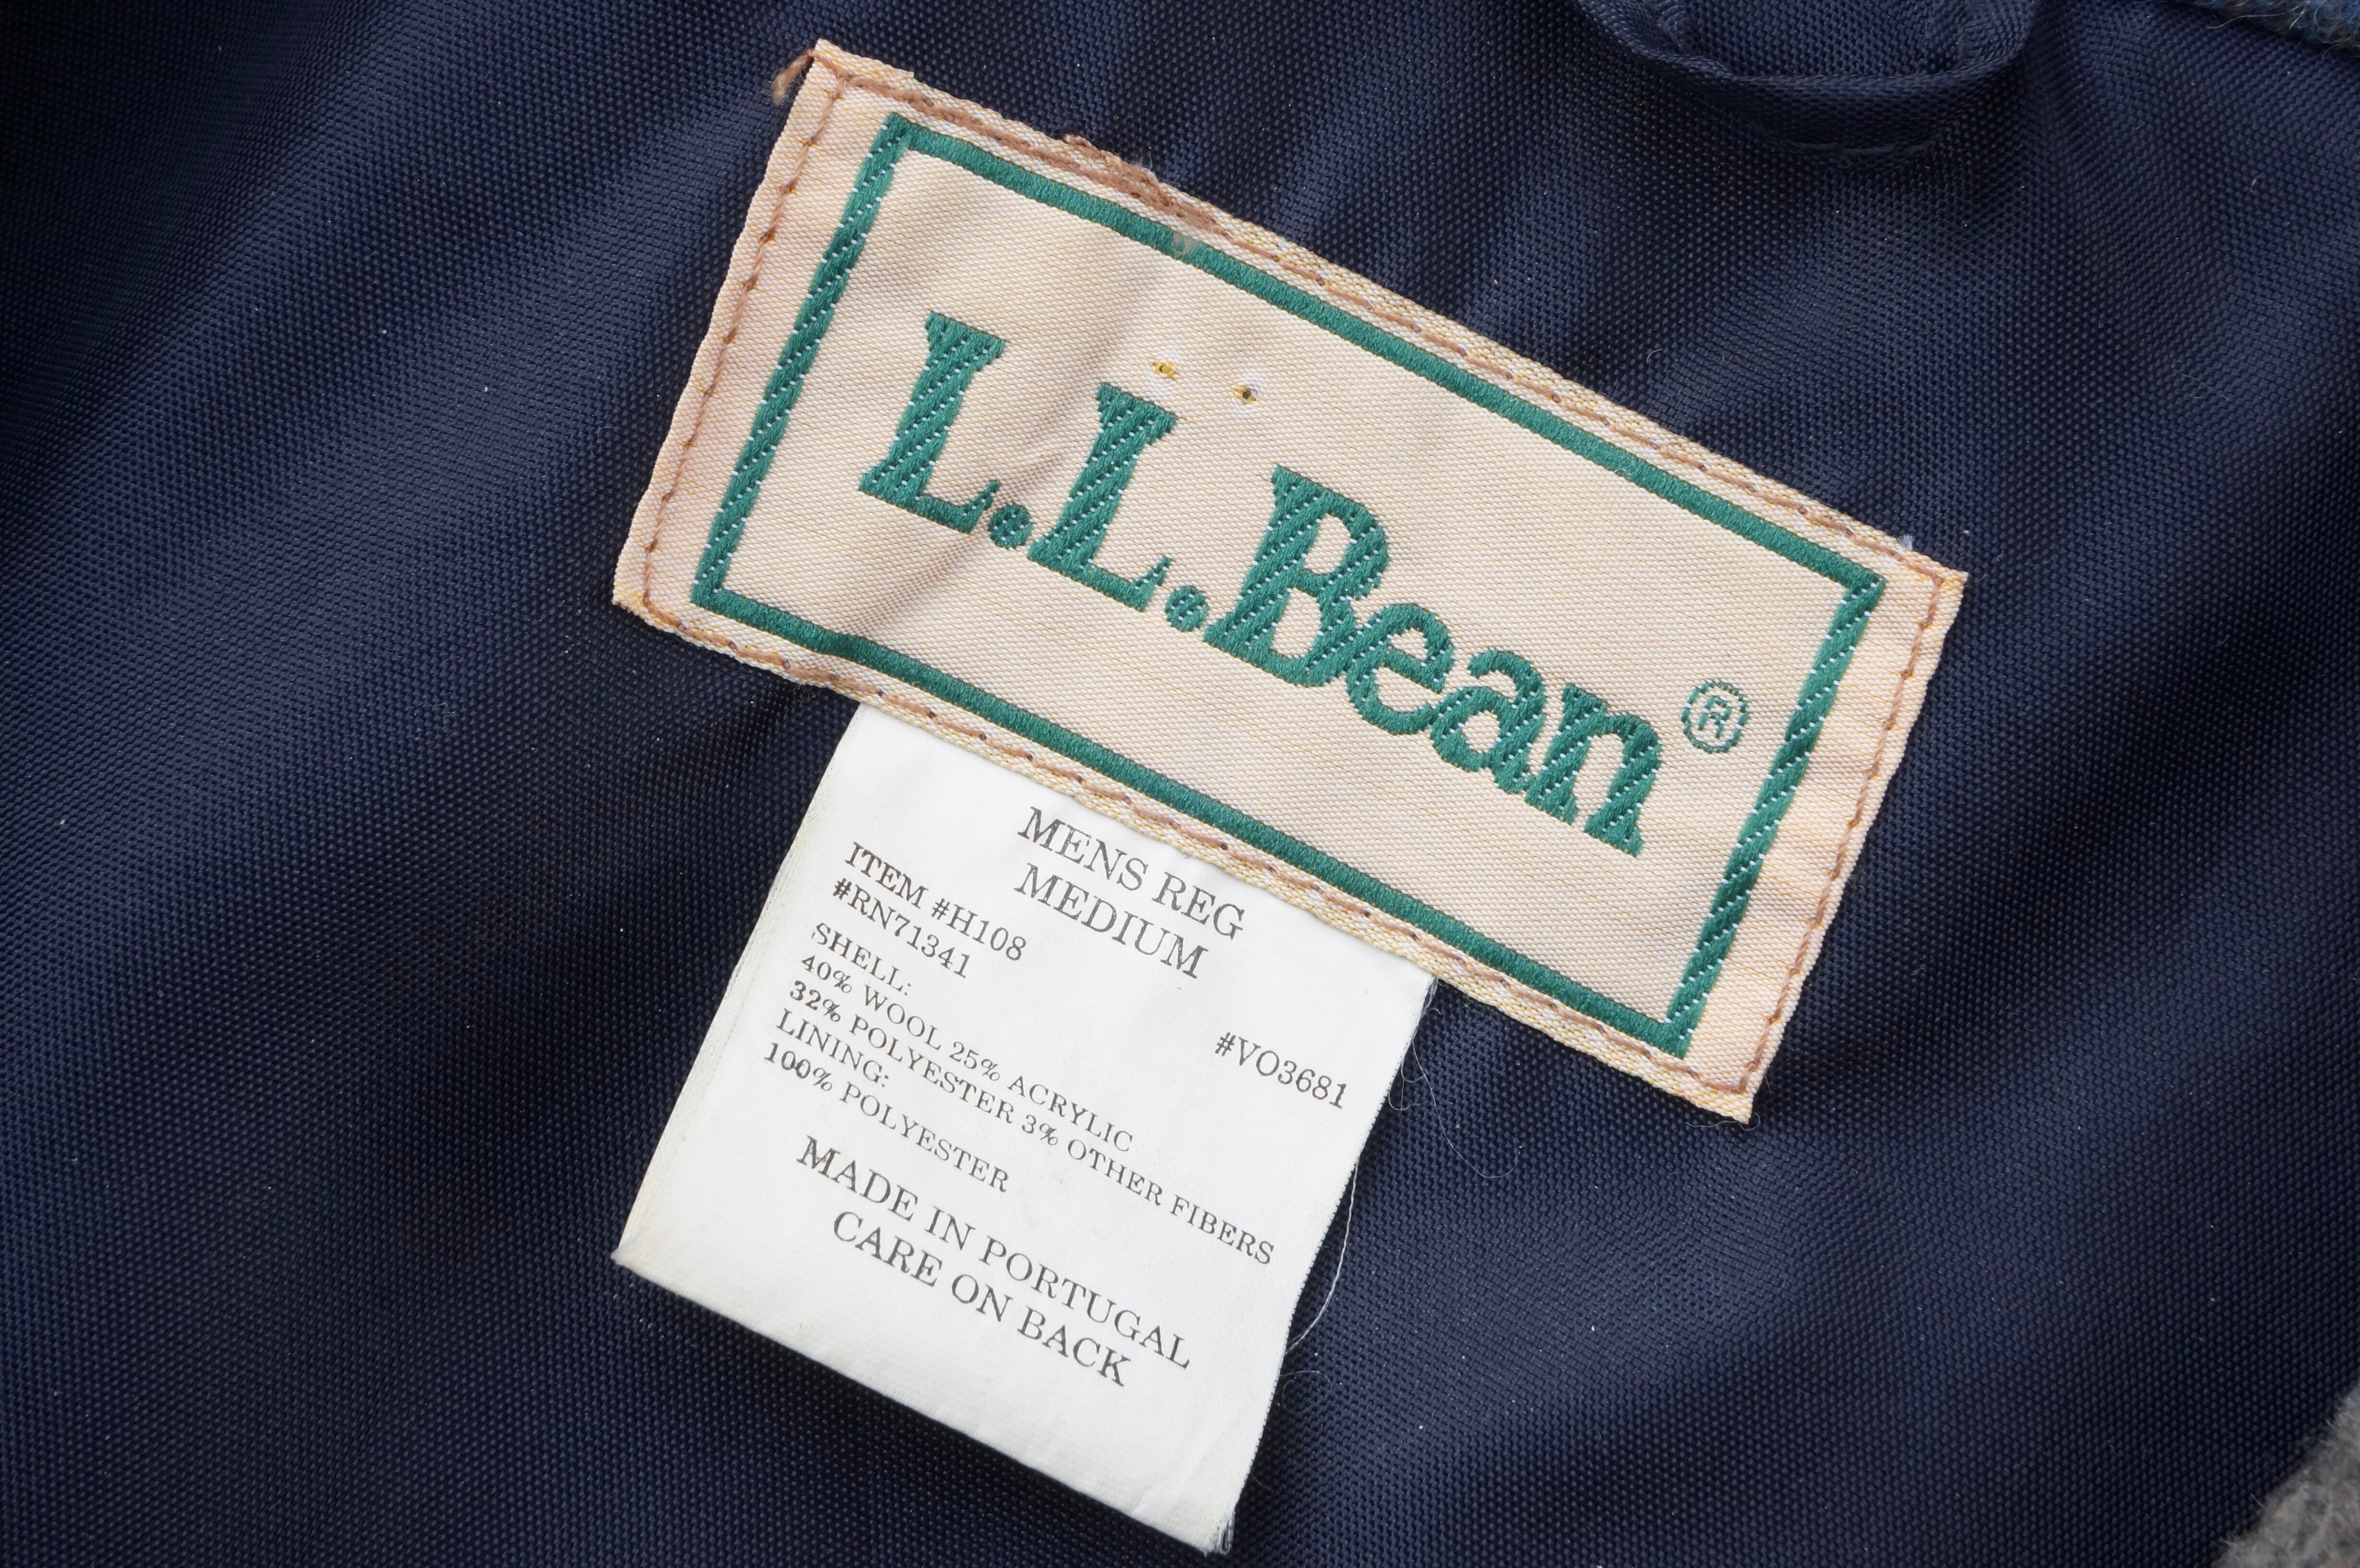 L.L.Bean®
MENS REG
MEDIUM
ITEM #H108
#RN71341
#VO3681
SHELL:
40% WOOL 25% ACRYLIC
32% POLYESTER 3% OTHER FIBERS
LINING:
100% POLYESTER
MADE IN PORTUGAL
CARE ON BACK